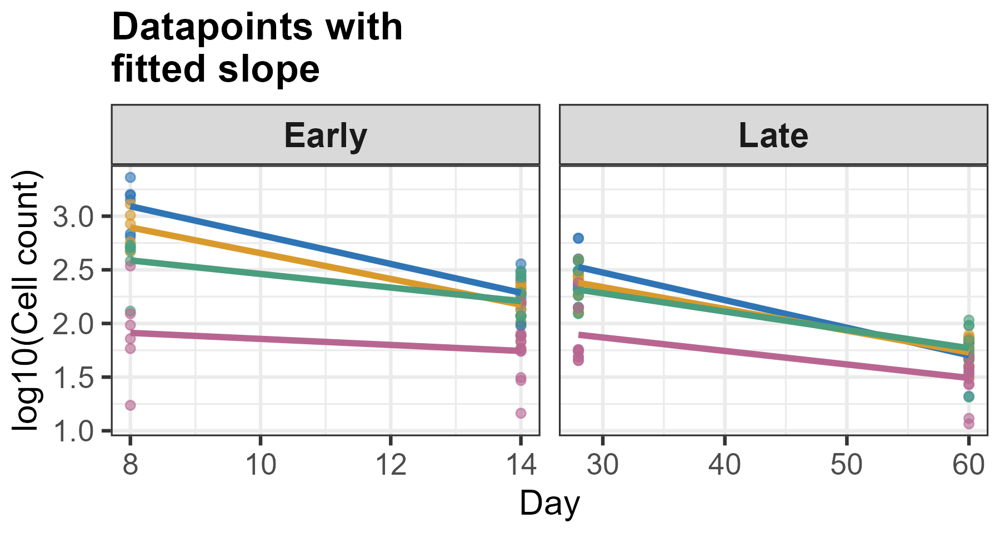 Datapoints with
fitted slope
Early
Late
log10(Cell count)
3.0
2.5
2.0
1.5
1.0
8
10
12
14
30
40
50
60
Day